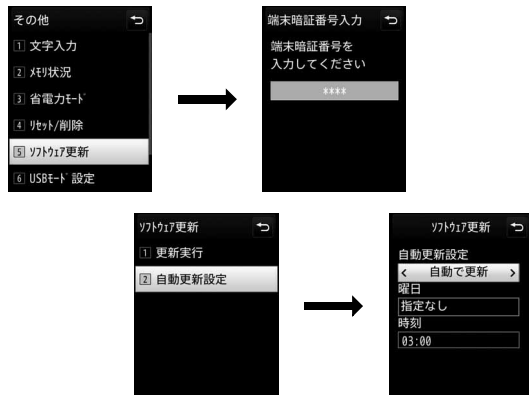 その他
1 文字入力
2 ﾒﾓﾘ状況
3 省電力ﾓｰﾄﾞ
4 ﾘｾｯﾄ/削除
5 ｿﾌﾄｳｪｱ更新
6 USBﾓｰﾄﾞ設定
端末暗証番号入力
端末暗証番号を
入力してください
****
ｿﾌﾄｳｪｱ更新
1 更新実行
2 自動更新設定
ｿﾌﾄｳｪｱ更新
自動更新設定
< 自動で更新 >
曜日
指定なし
時刻
03:00